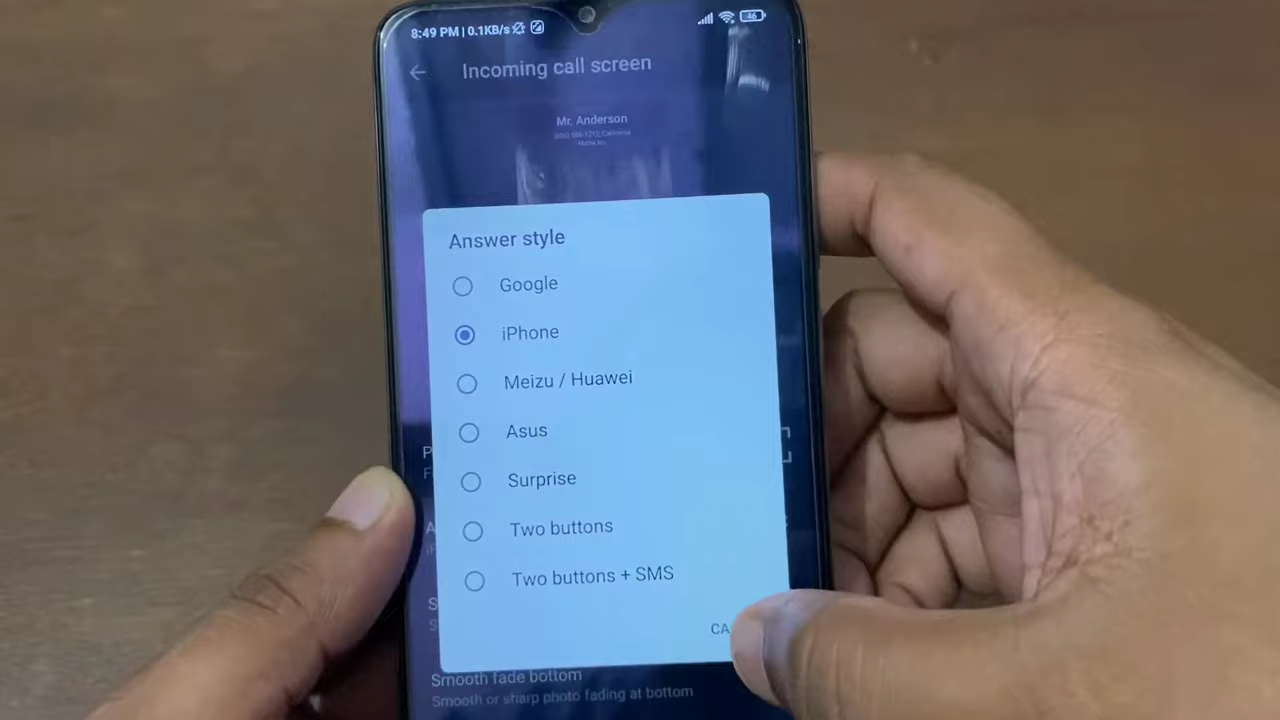 8:49 PM | 0.1KB/s 46
Incoming call screen
Mr. Anderson
Answer style
Google
iPhone
Meizu / Huawei
Asus
Surprise
Two buttons
Two buttons + SMS
CA
Smooth fade bottom
Smooth or sharp photo fading at bottom